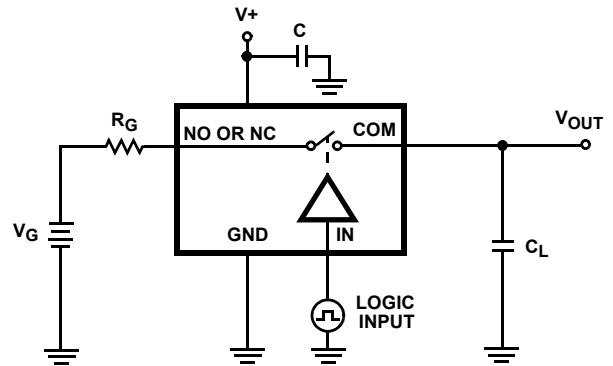 V+
C
R_G
NO OR NC
COM
V_OUT
V_G
GND
IN
C_L
LOGIC
INPUT